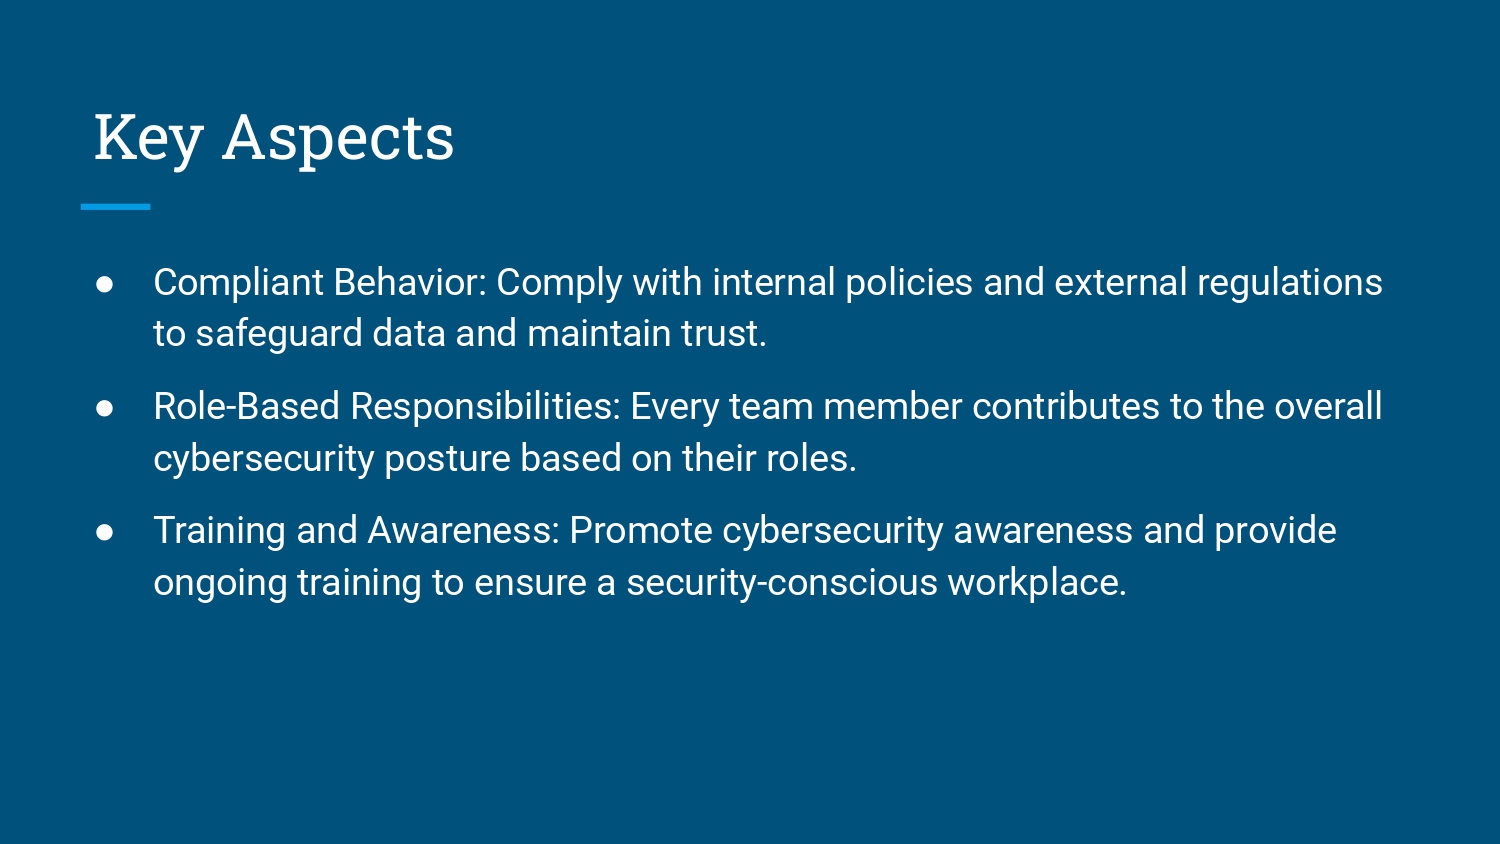 Key Aspects
● Compliant Behavior: Comply with internal policies and external regulations
to safeguard data and maintain trust.
● Role-Based Responsibilities: Every team member contributes to the overall
cybersecurity posture based on their roles.
● Training and Awareness: Promote cybersecurity awareness and provide
ongoing training to ensure a security-conscious workplace.